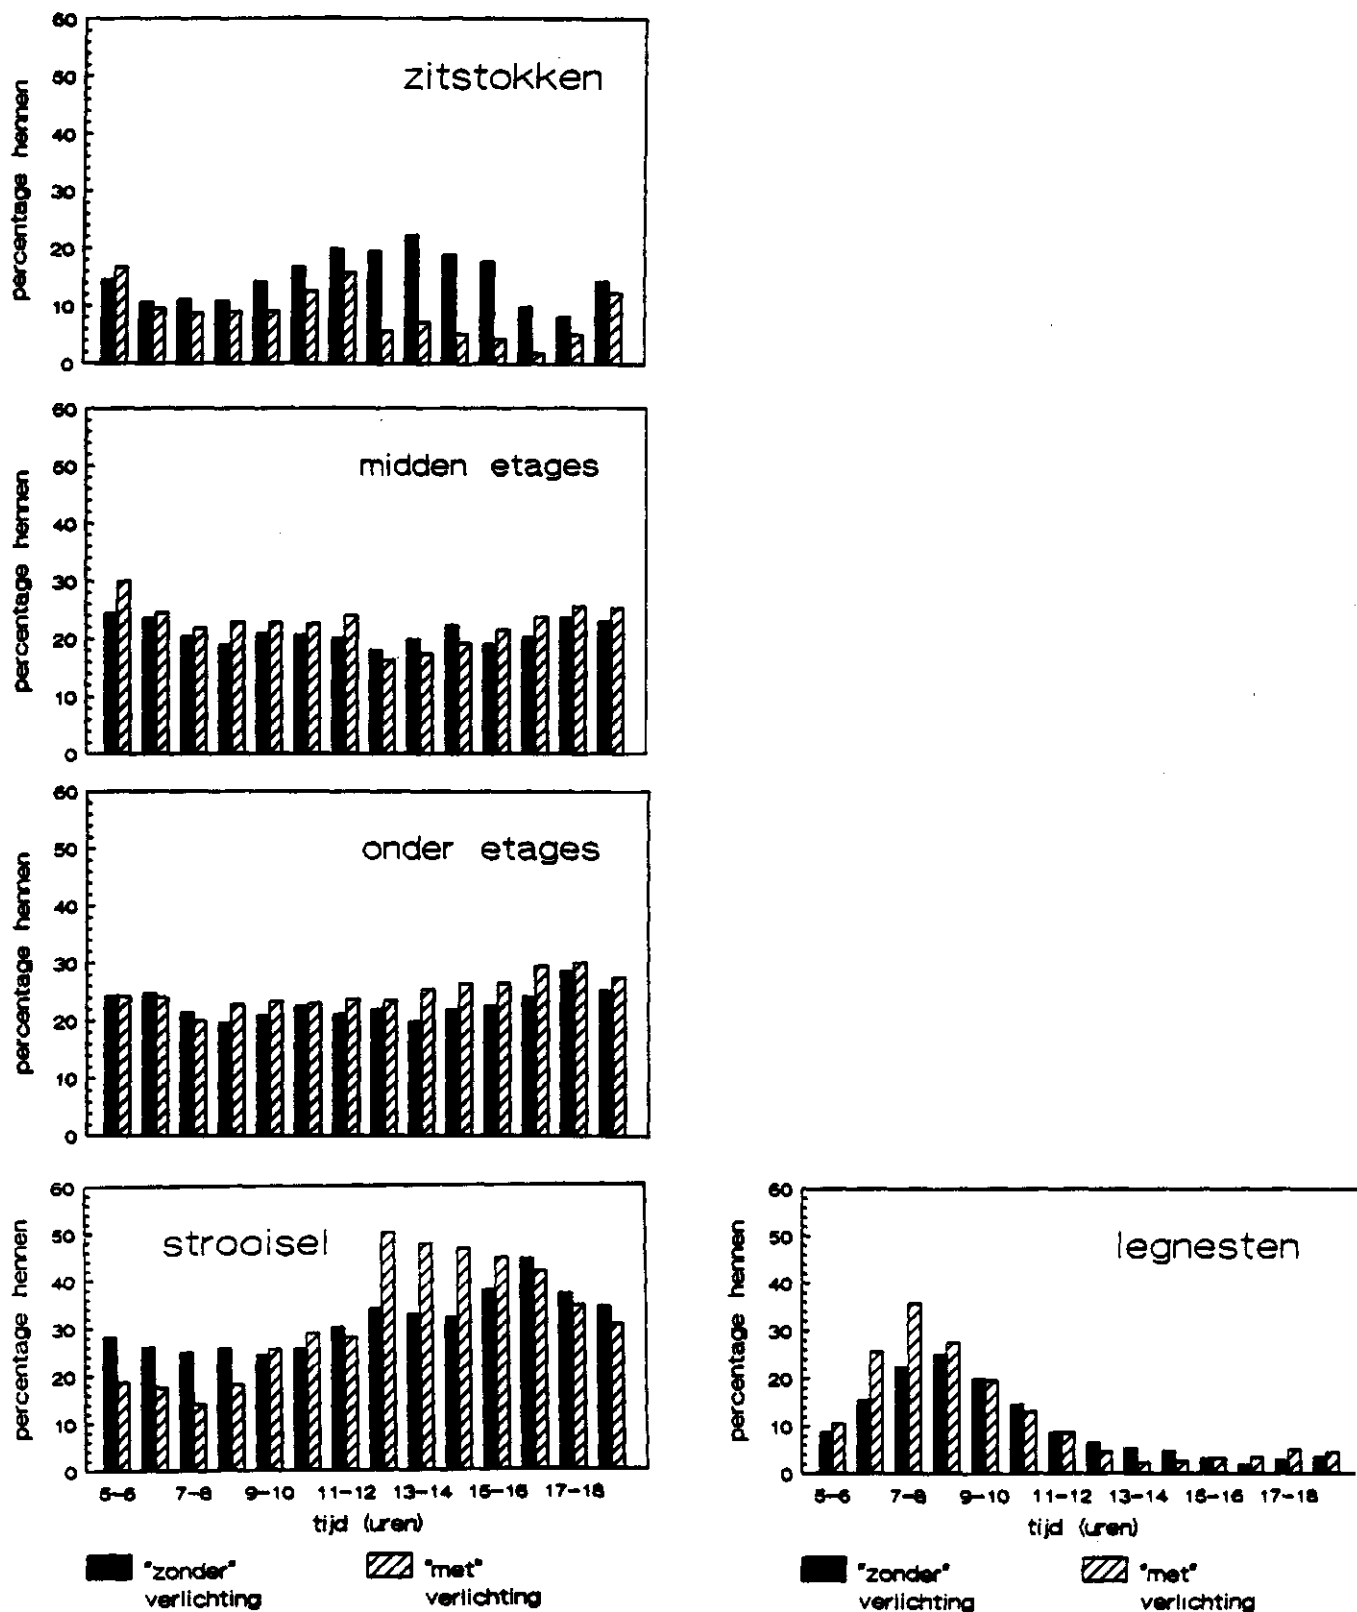 60
50
40
30
20
10
0
percentage hennen
zitstokken
60
50
40
30
20
10
0
percentage hennen
midden etages
60
50
40
30
20
10
0
percentage hennen
onder etages
60
50
40
30
20
10
0
percentage hennen
strooisel
5-6 7-8 9-10 11-12 13-14 15-16 17-18
tijd (uren)
"zonder" verlichting
"met" verlichting
60
50
40
30
20
10
0
percentage hennen
legnesten
5-6 7-8 9-10 11-12 13-14 15-16 17-18
tijd (uren)
"zonder" verlichting
"met" verlichting